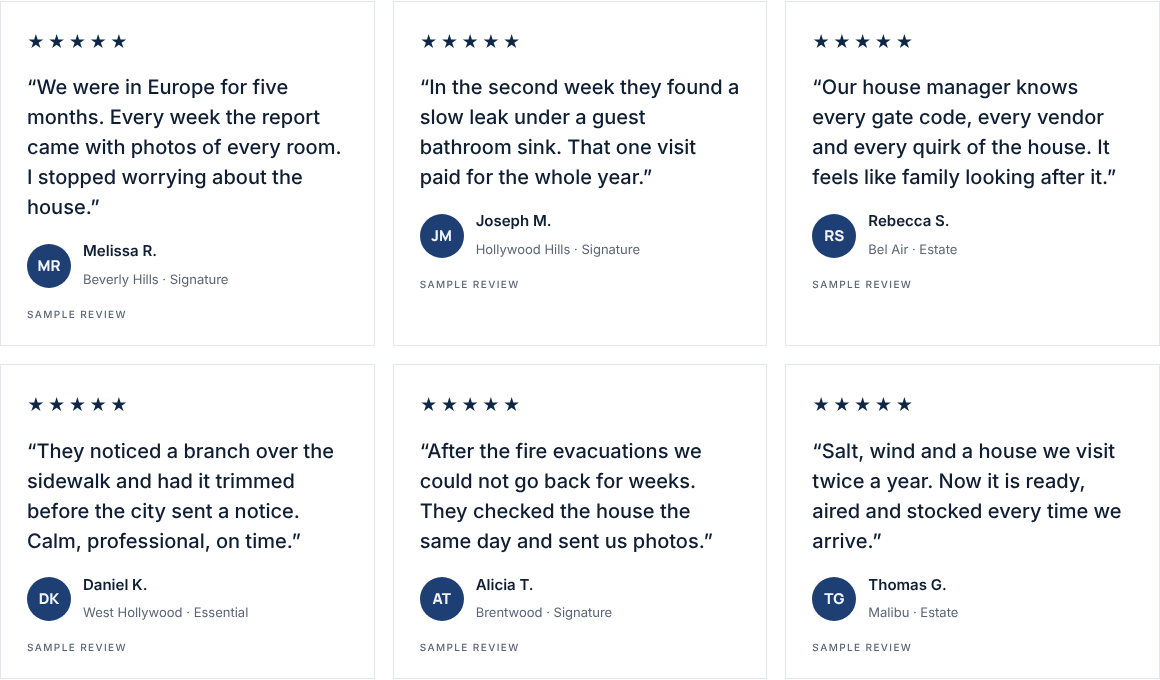 ★★★★★
“We were in Europe for five
months. Every week the report
came with photos of every room.
I stopped worrying about the
house.”
MR
Melissa R.
Beverly Hills · Signature
SAMPLE REVIEW
★★★★★
“In the second week they found a
slow leak under a guest
bathroom sink. That one visit
paid for the whole year.”
JM
Joseph M.
Hollywood Hills · Signature
SAMPLE REVIEW
★★★★★
“Our house manager knows
every gate code, every vendor
and every quirk of the house. It
feels like family looking after it.”
RS
Rebecca S.
Bel Air · Estate
SAMPLE REVIEW
★★★★★
“They noticed a branch over the
sidewalk and had it trimmed
before the city sent a notice.
Calm, professional, on time.”
DK
Daniel K.
West Hollywood · Essential
SAMPLE REVIEW
★★★★★
“After the fire evacuations we
could not go back for weeks.
They checked the house the
same day and sent us photos.”
AT
Alicia T.
Brentwood · Signature
SAMPLE REVIEW
★★★★★
“Salt, wind and a house we visit
twice a year. Now it is ready,
aired and stocked every time we
arrive.”
TG
Thomas G.
Malibu · Estate
SAMPLE REVIEW